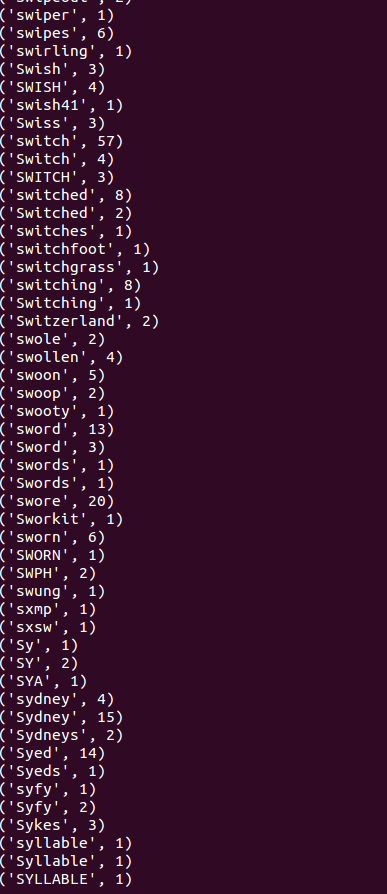 ('swiper', 1)
('swipes', 6)
('swirling', 1)
('Swish', 3)
('SWISH', 4)
('swish41', 1)
('Swiss', 3)
('switch', 57)
('Switch', 4)
('SWITCH', 3)
('switched', 8)
('Switched', 2)
('switches', 1)
('switchfoot', 1)
('switchgrass', 1)
('switching', 8)
('Switching', 1)
('Switzerland', 2)
('swole', 2)
('swollen', 4)
('swoon', 5)
('swoop', 2)
('swooty', 1)
('sword', 13)
('Sword', 3)
('swords', 1)
('Swords', 1)
('swore', 20)
('Sworkit', 1)
('sworn', 6)
('SWORN', 1)
('SWPH', 2)
('swung', 1)
('sxmp', 1)
('sxsw', 1)
('Sy', 1)
('SY', 2)
('SYA', 1)
('sydney', 4)
('Sydney', 15)
('Sydneys', 2)
('Syed', 14)
('Syeds', 1)
('syfy', 1)
('Syfy', 2)
('Sykes', 3)
('syllable', 1)
('Syllable', 1)
('SYLLABLE', 1)